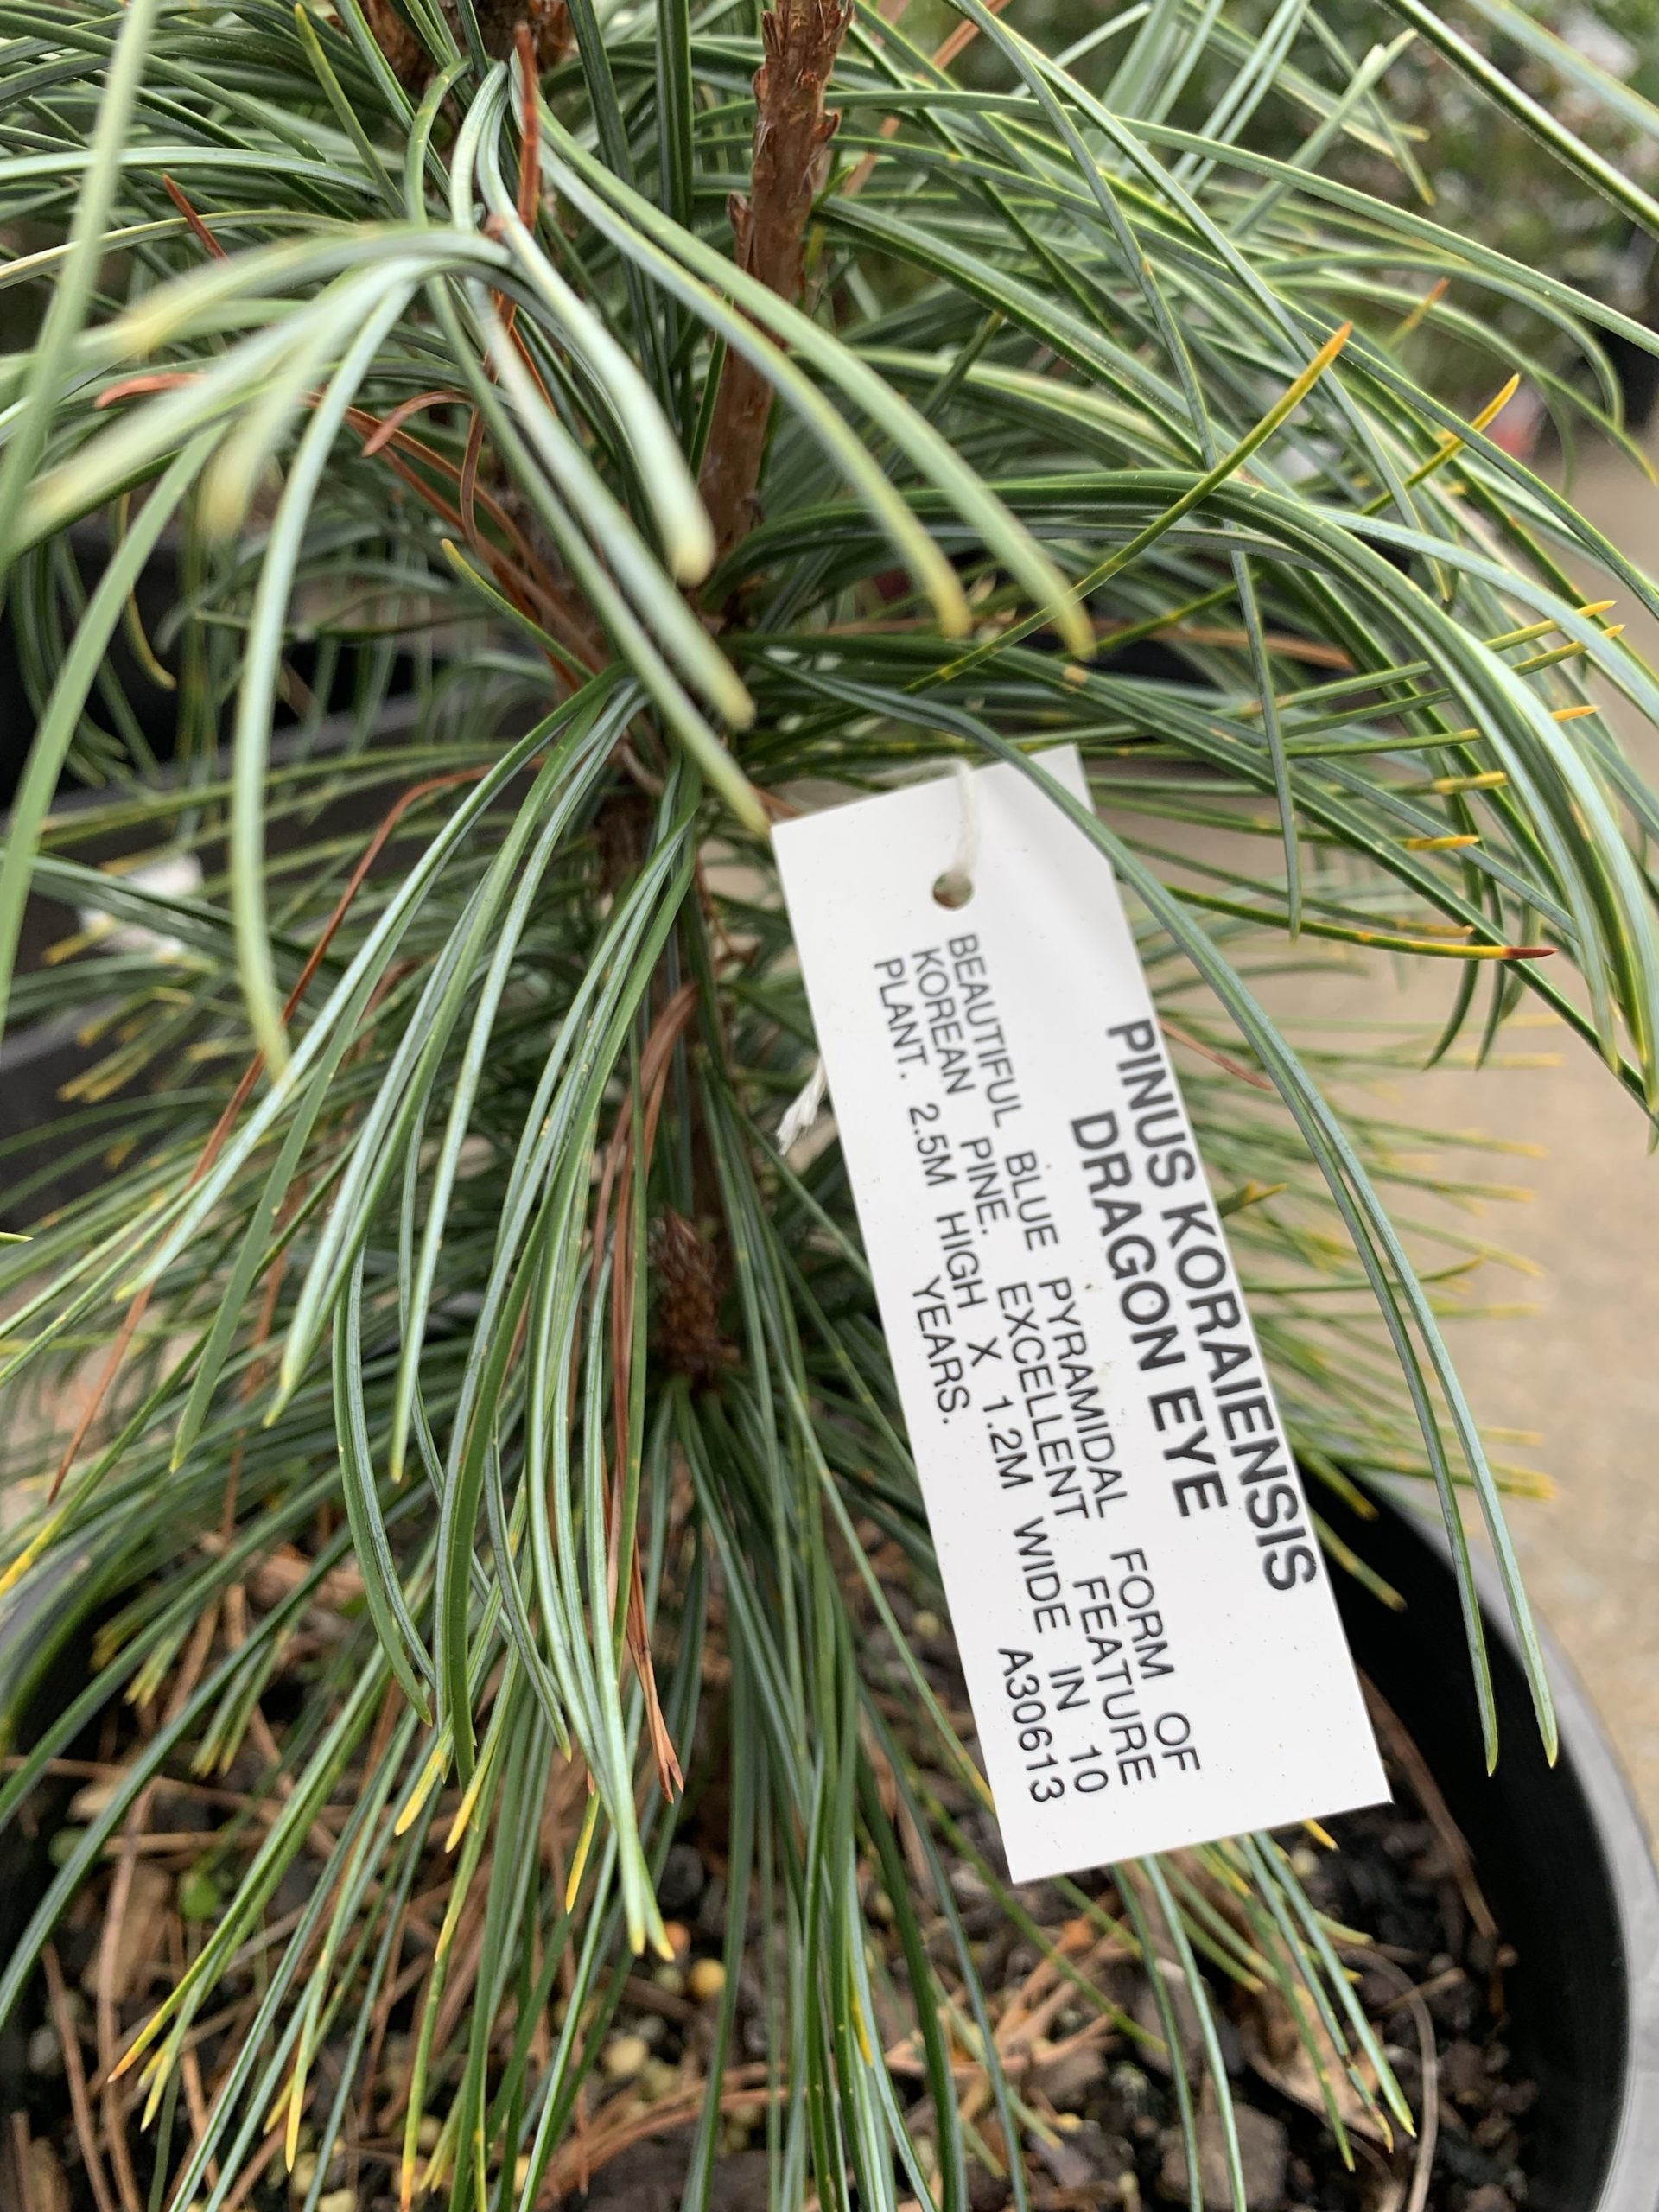 PINUS KORAIENSIS
DRAGON EYE
BEAUTIFUL BLUE PYRAMIDAL FORM OF
KOREAN PINE. EXCELLENT FEATURE
PLANT. 2.5M HIGH X 1.2M WIDE IN 10
YEARS. A30613